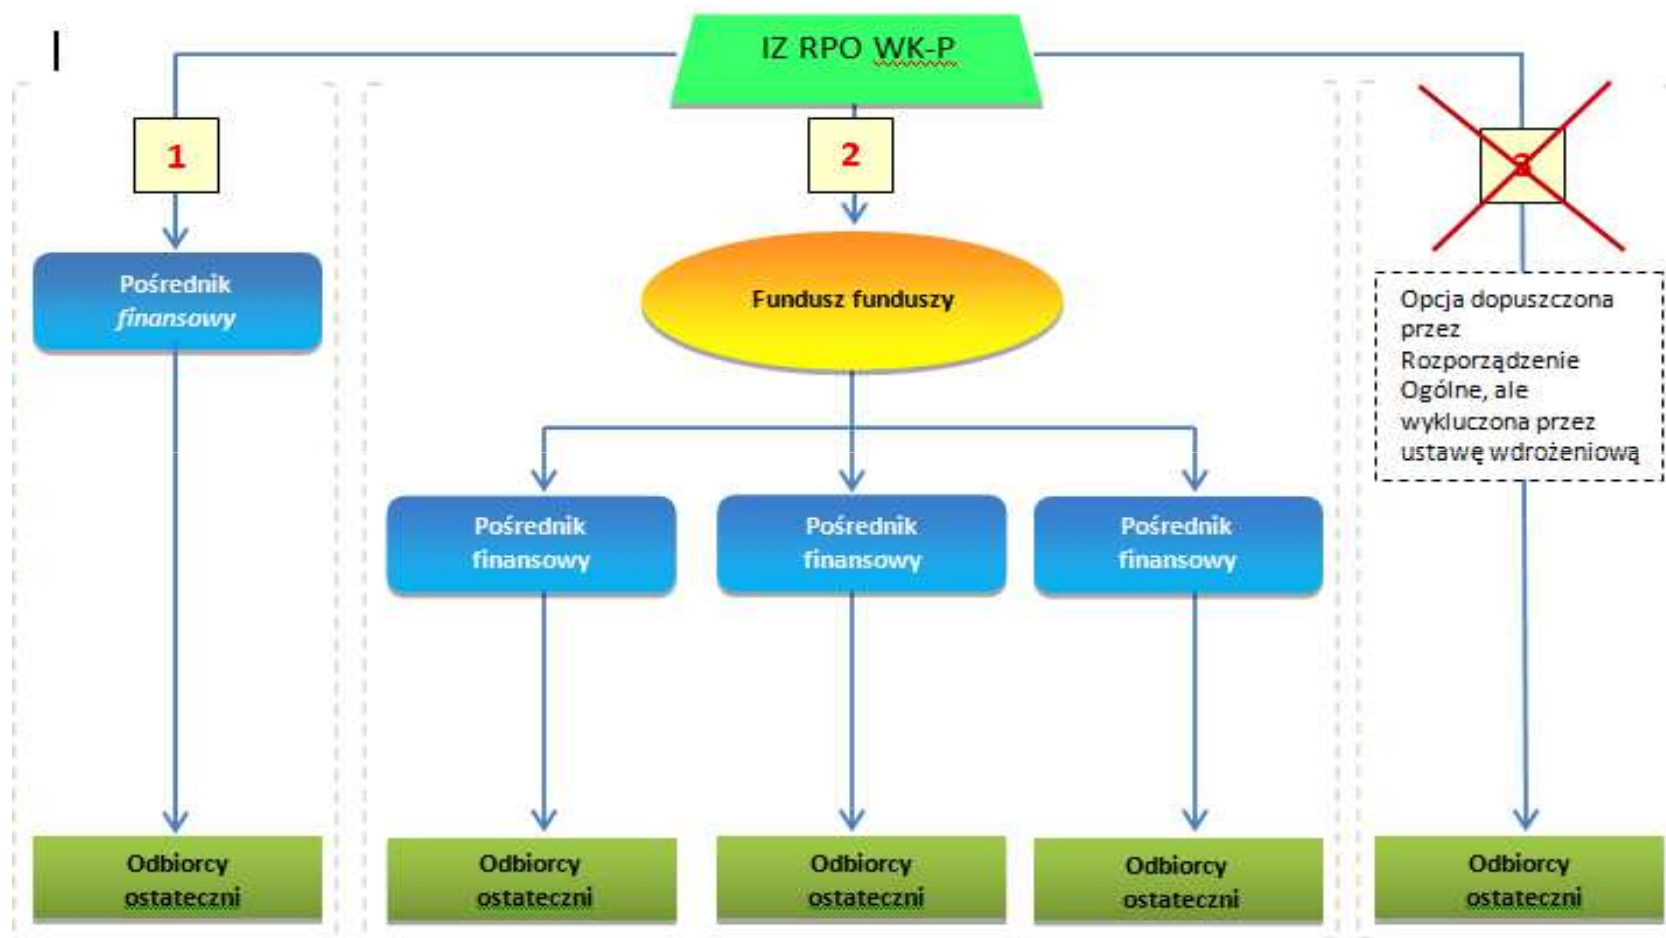 IZ RPO WK-P
1
2
3
Pośrednik
finansowy
Fundusz funduszy
Opcja dopuszczona
przez
Rozporządzenie
Ogólne, ale
wykluczona przez
ustawę wdrożeniową
Pośrednik
finansowy
Pośrednik
finansowy
Pośrednik
finansowy
Odbiorcy
ostateczni
Odbiorcy
ostateczni
Odbiorcy
ostateczni
Odbiorcy
ostateczni
Odbiorcy
ostateczni